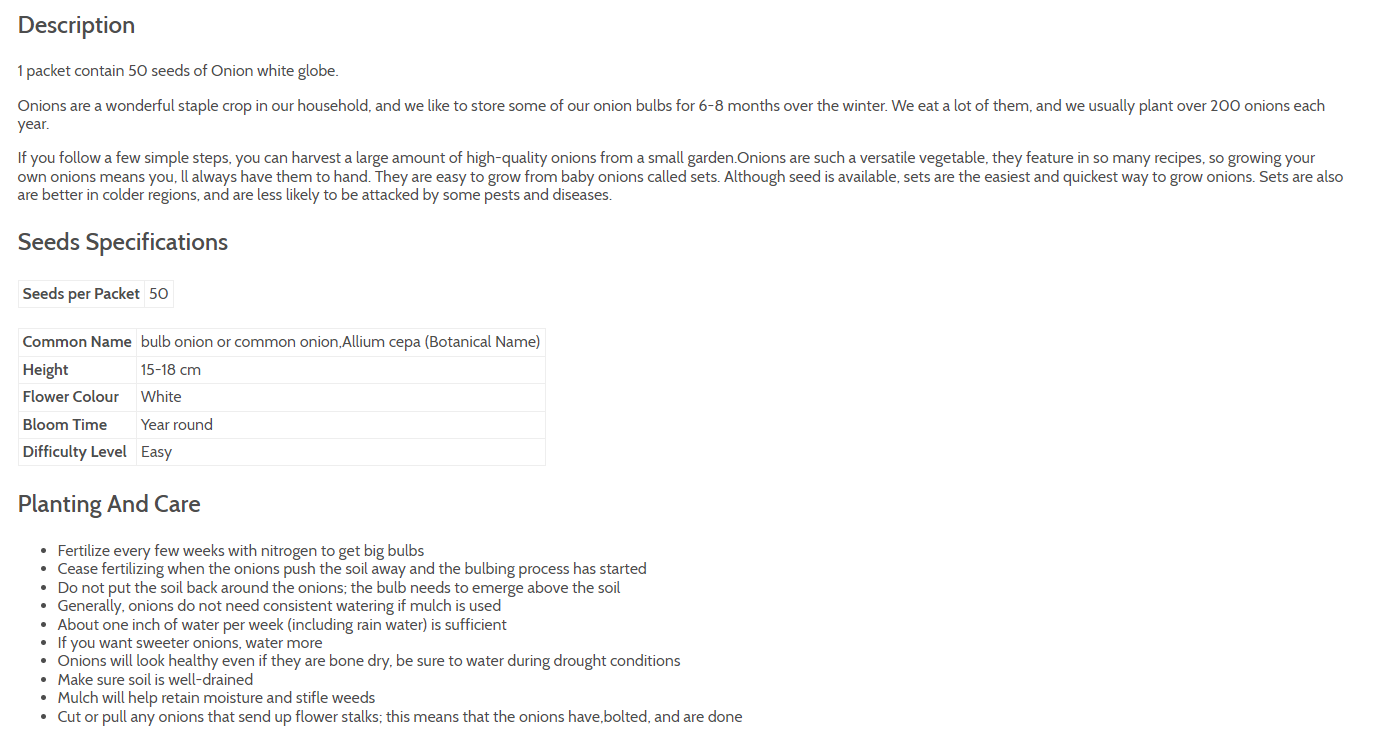 Description
1 packet contain 50 seeds of Onion white globe.
Onions are a wonderful staple crop in our household, and we like to store some of our onion bulbs for 6-8 months over the winter. We eat a lot of them, and we usually plant over 200 onions each
year.
If you follow a few simple steps, you can harvest a large amount of high-quality onions from a small garden.Onions are such a versatile vegetable, they feature in so many recipes, so growing your
own onions means you, ll always have them to hand. They are easy to grow from baby onions called sets. Although seed is available, sets are the easiest and quickest way to grow onions. Sets are also
are better in colder regions, and are less likely to be attacked by some pests and diseases.
Seeds Specifications
Seeds per Packet 50
Common Name bulb onion or common onion,Allium cepa (Botanical Name)
Height 15-18 cm
Flower Colour White
Bloom Time Year round
Difficulty Level Easy
Planting And Care
• Fertilize every few weeks with nitrogen to get big bulbs
• Cease fertilizing when the onions push the soil away and the bulbing process has started
• Do not put the soil back around the onions; the bulb needs to emerge above the soil
• Generally, onions do not need consistent watering if mulch is used
• About one inch of water per week (including rain water) is sufficient
• If you want sweeter onions, water more
• Onions will look healthy even if they are bone dry, be sure to water during drought conditions
• Make sure soil is well-drained
• Mulch will help retain moisture and stifle weeds
• Cut or pull any onions that send up flower stalks; this means that the onions have,bolted, and are done